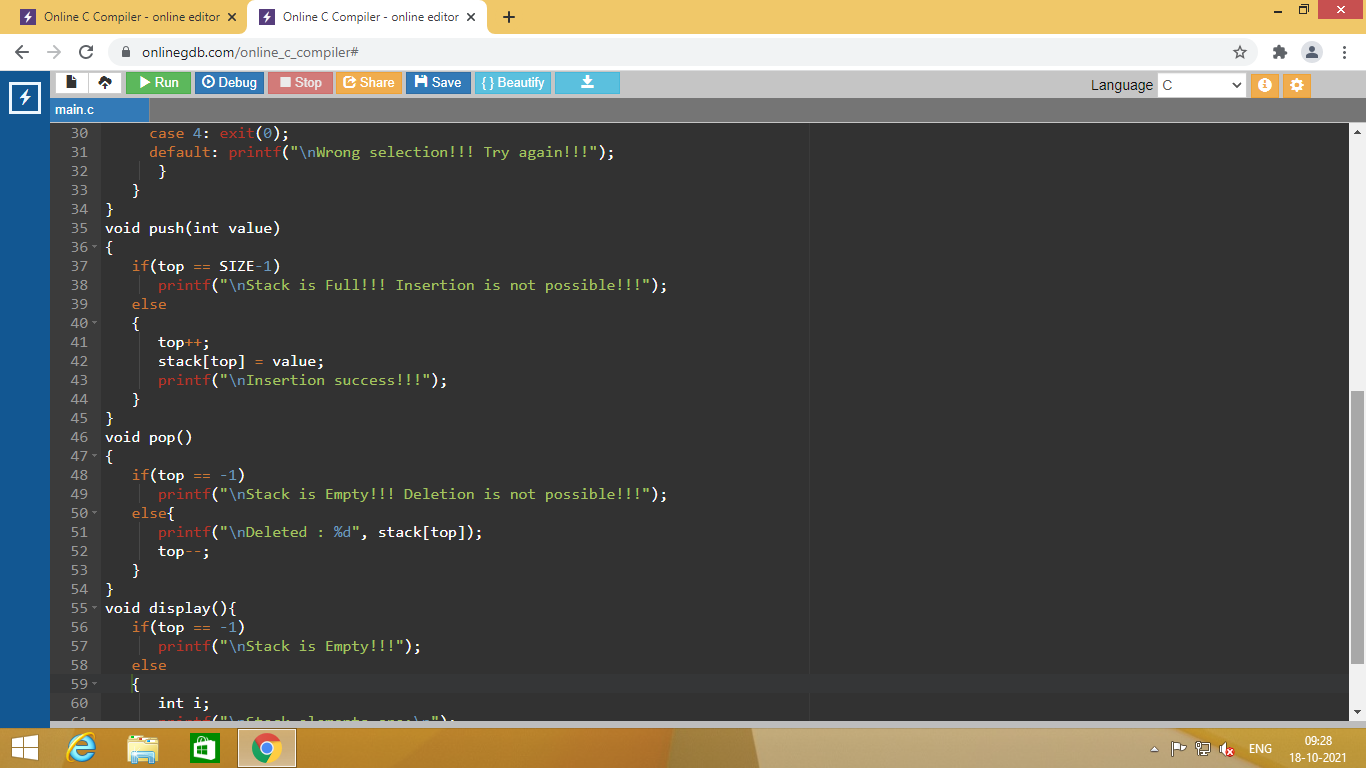 Online C Compiler - online editor
Online C Compiler - online editor
onlinegdb.com/online_c_compiler#
Run Debug Stop Share Save { } Beautify Language C
main.c
30 case 4: exit(0);
31 default: printf("\nWrong selection!!! Try again!!!");
32 }
33 }
34 }
35 void push(int value)
36 {
37 if(top == SIZE-1)
38 printf("\nStack is Full!!! Insertion is not possible!!!");
39 else
40 {
41 top++;
42 stack[top] = value;
43 printf("\nInsertion success!!!");
44 }
45 }
46 void pop()
47 {
48 if(top == -1)
49 printf("\nStack is Empty!!! Deletion is not possible!!!");
50 else{
51 printf("\nDeleted : %d", stack[top]);
52 top--;
53 }
54 }
55 void display(){
56 if(top == -1)
57 printf("\nStack is Empty!!!");
58 else
59 {
60 int i;
61 printf("\nStack elements are:\n");
ENG
09:28
18-10-2021